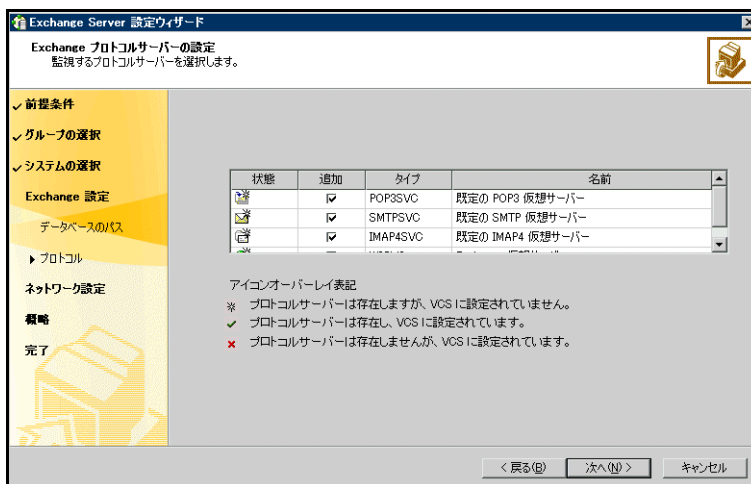 Exchange Server 設定ウィザード
Exchange プロトコルサーバーの設定
監視するプロトコルサーバーを選択します。
前提条件
グループの選択
システムの選択
Exchange 設定
データベースのパス
プロトコル
ネットワーク設定
概略
完了
状態 追加 タイプ 名前
POP3SVC 既定の POP3 仮想サーバー
SMTPSVC 既定の SMTP 仮想サーバー
IMAP4SVC 既定の IMAP4 仮想サーバー
アイコンオーバーレイ表記
プロトコルサーバーは存在しますが、VCS に設定されていません。
プロトコルサーバーは存在し、VCS に設定されています。
プロトコルサーバーは存在しませんが、VCS に設定されています。
< 戻る(B) 次へ(N) > キャンセル